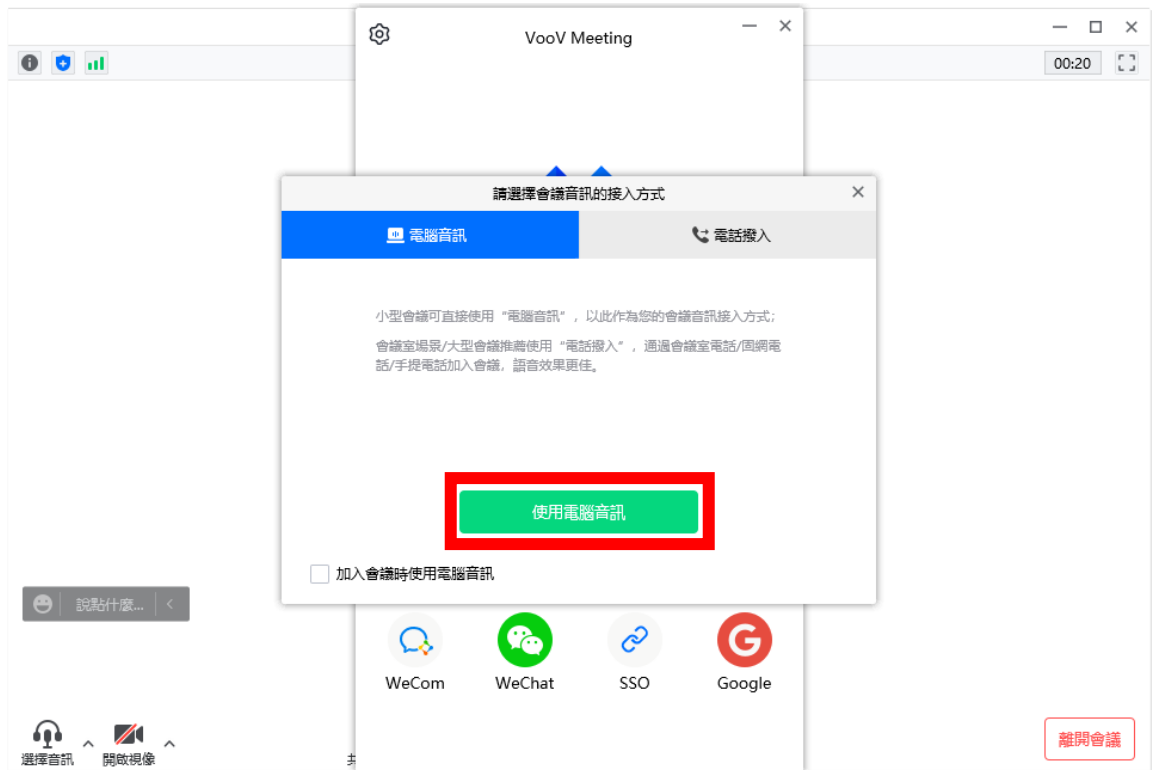 VooV Meeting
00:20
請選擇會議音訊的接入方式
電腦音訊
電話撥入
小型會議可直接使用“電腦音訊”，以此作為您的會議音訊接入方式;
會議室場景/大型會議推薦使用“電話撥入”，通過會議室電話/固網電
話/手提電話加入會議, 語音效果更佳。
使用電腦音訊
加入會議時使用電腦音訊
說點什麼...
WeCom
WeChat
SSO
Google
選擇音訊
開啟視像
離開會議